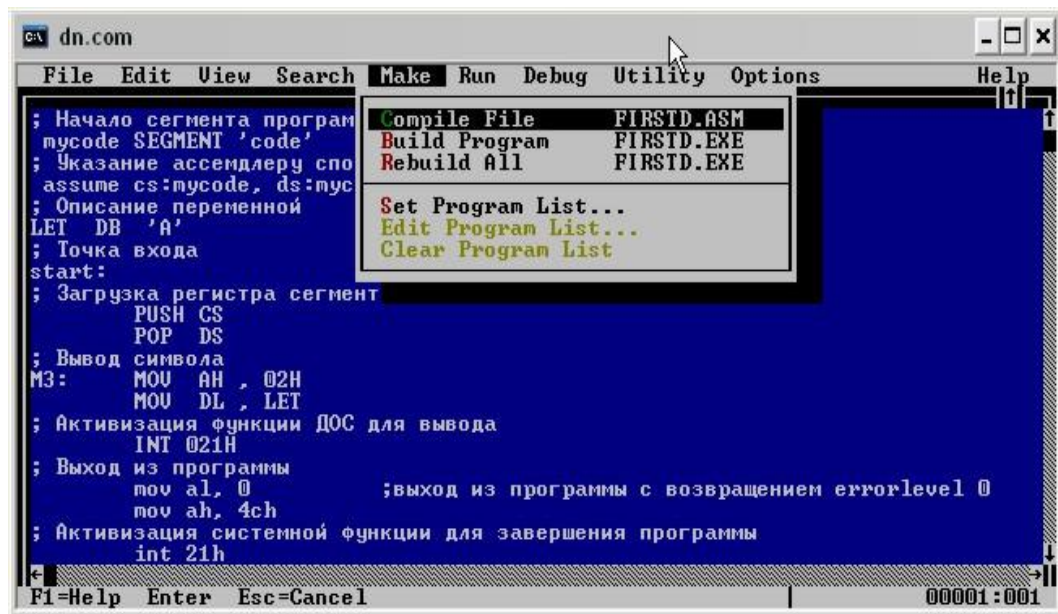 dn.com
File Edit View Search Make Run Debug Utility Options Help
; Начало сегмента програм
mycode SEGMENT 'code'
; Указание ассемдлеру спо
assume cs:mycode, ds:myc
; Описание переменной
LET DB 'A'
; Точка входа
start:
; Загрузка регистра сегмент
PUSH CS
POP DS
; Вывод символа
M3: MOV AH , 02H
MOV DL , LET
; Активизация функции ДОС для вывода
INT 021H
; Выход из программы
mov al, 0 ;выход из программы с возвращением errorlevel 0
mov ah, 4ch
; Активизация системной функции для завершения программы
int 21h
Compile File FIRSTD.ASM
Build Program FIRSTD.EXE
Rebuild All FIRSTD.EXE
Set Program List...
Edit Program List...
Clear Program List
F1=Help Enter Esc=Cancel 00001:001